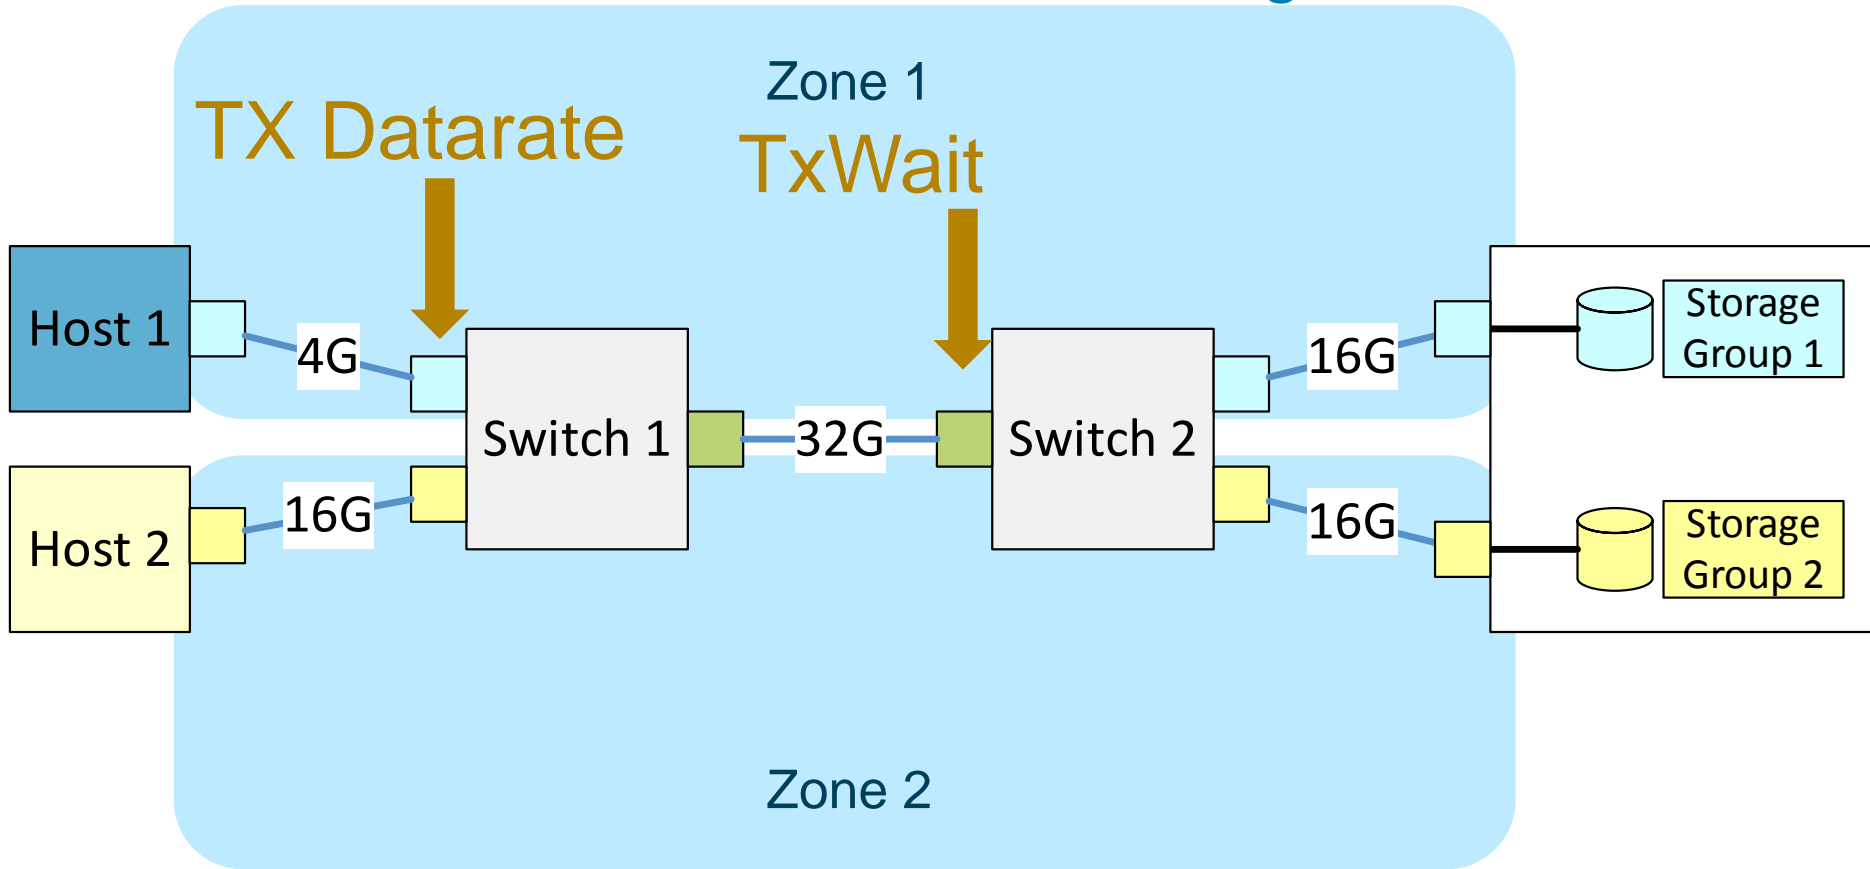 Zone 1
TX Datarate
TxWait
Host 1
4G
Switch 1
32G
Switch 2
16G
Storage
Group 1
Host 2
16G
16G
Storage
Group 2
Zone 2